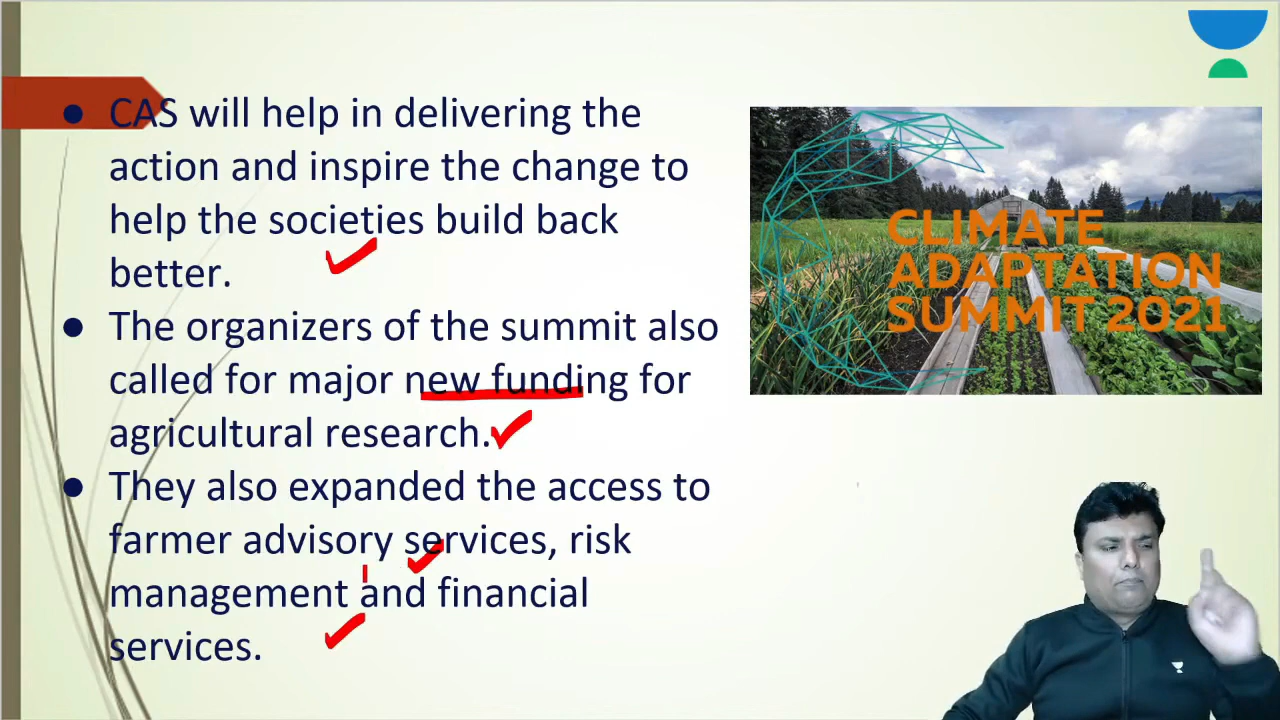 ● CAS will help in delivering the
action and inspire the change to
help the societies build back
better.
● The organizers of the summit also
called for major new funding for
agricultural research.
● They also expanded the access to
farmer advisory services, risk
management and financial
services.
CLIMATE
ADAPTATION
SUMMIT 2021